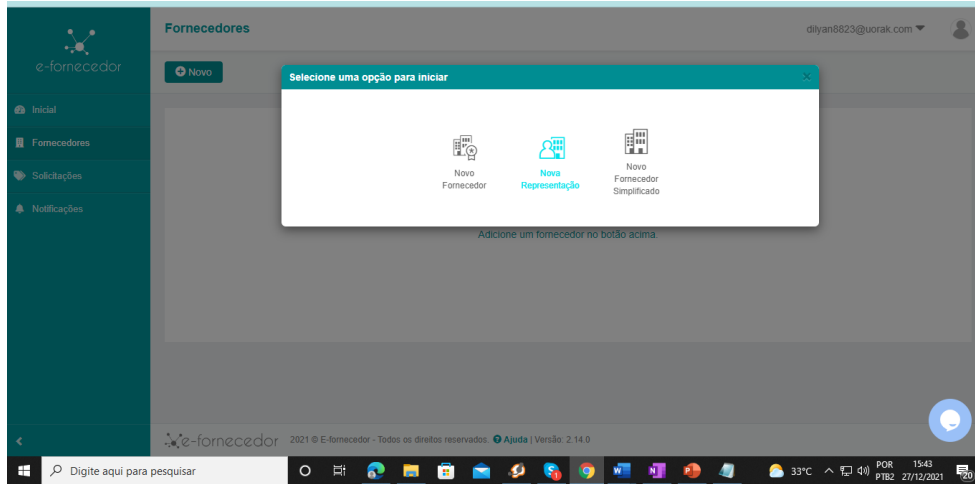 Fornecedores
dilyan8823@uorak.com
e-fornecedor
Novo
Selecione uma opção para iniciar
Inicial
Fornecedores
Solicitações
Notificações
Novo
Fornecedor
Nova
Representação
Novo
Fornecedor
Simplificado
Adicione um fornecedor no botão acima.
e-fornecedor
2021 © E-fornecedor - Todos os direitos reservados. Ajuda | Versão: 2.14.0
Digite aqui para pesquisar
33°C
POR
PTB2
15:43
27/12/2021
20